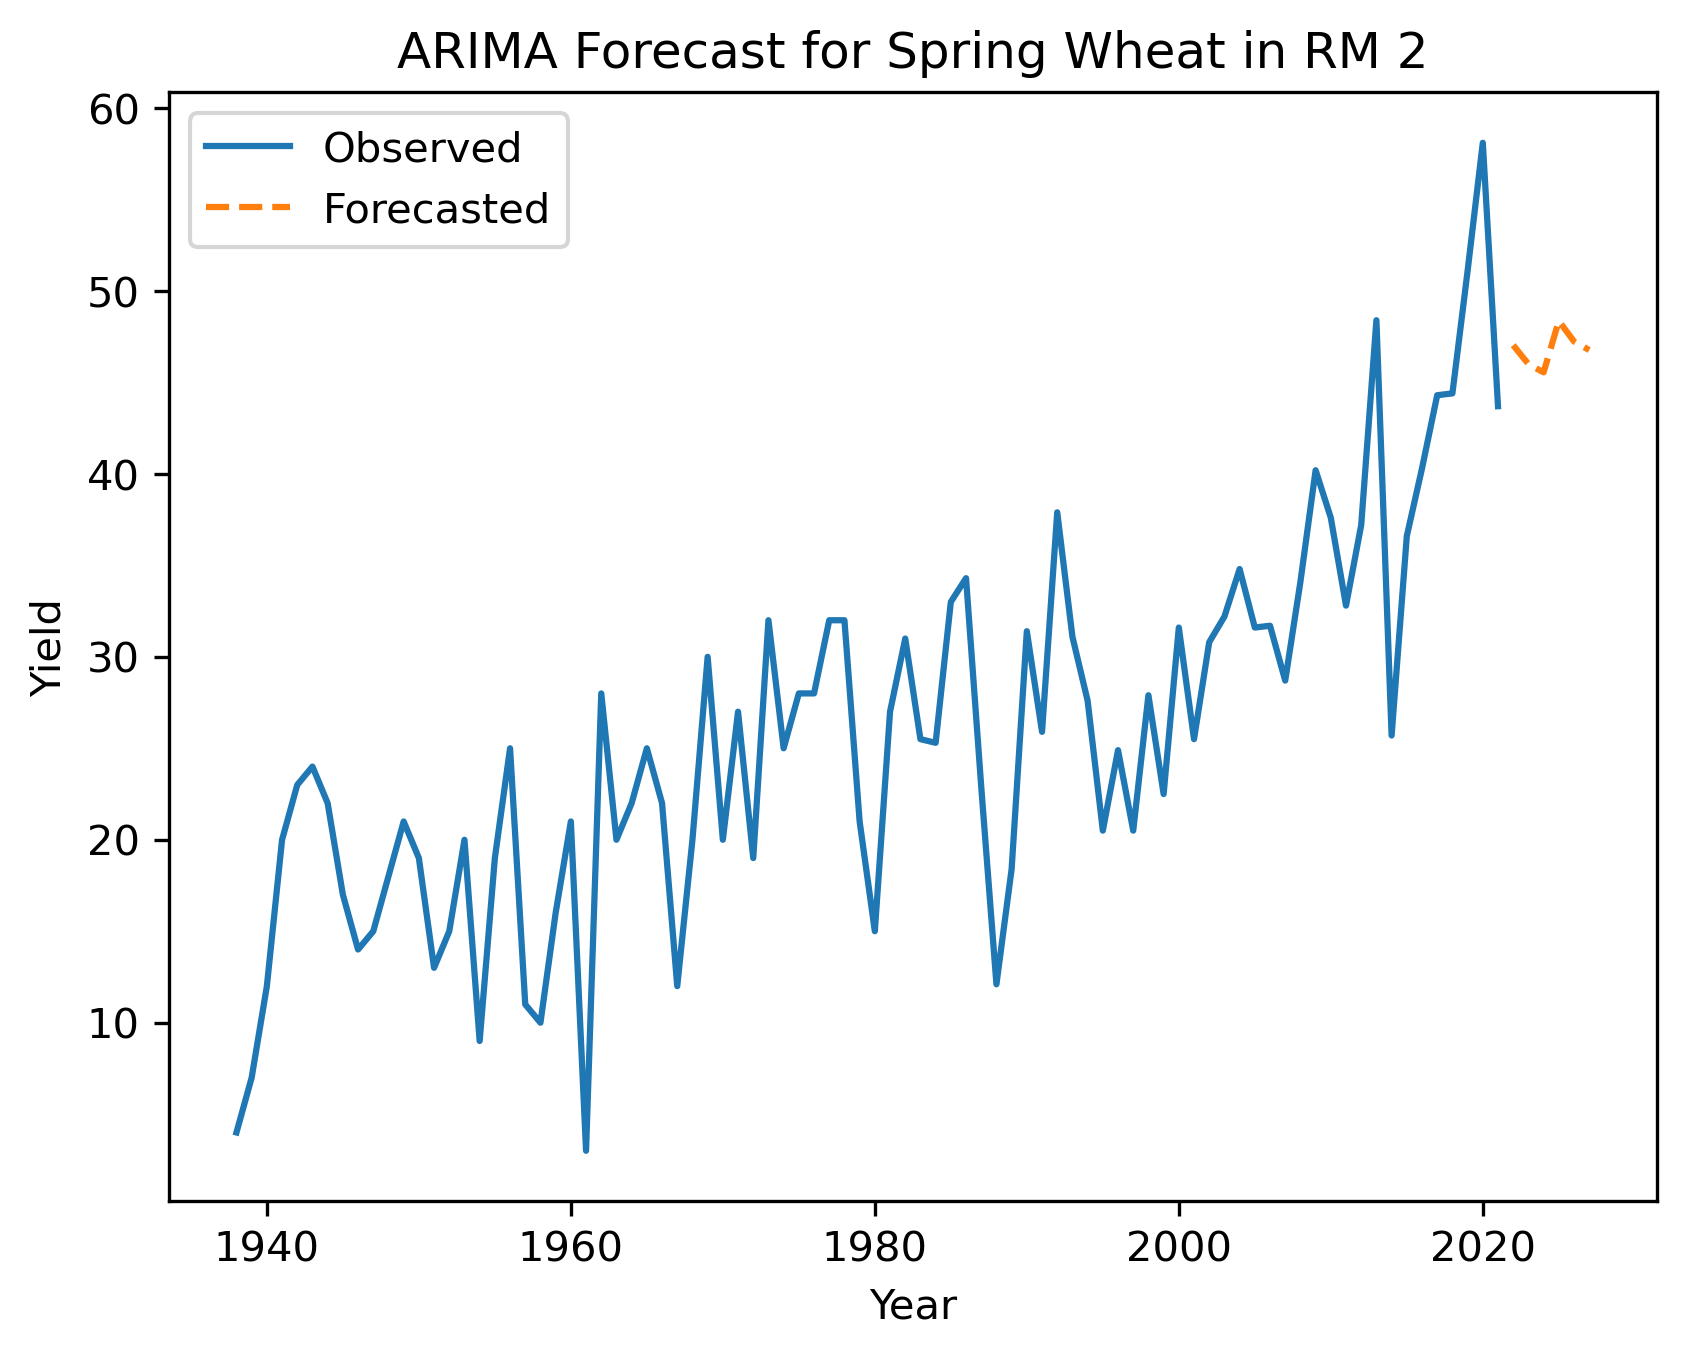 ARIMA Forecast for Spring Wheat in RM 2
Observed
Forecasted
60
50
40
30
20
10
Yield
1940 1960 1980 2000 2020
Year